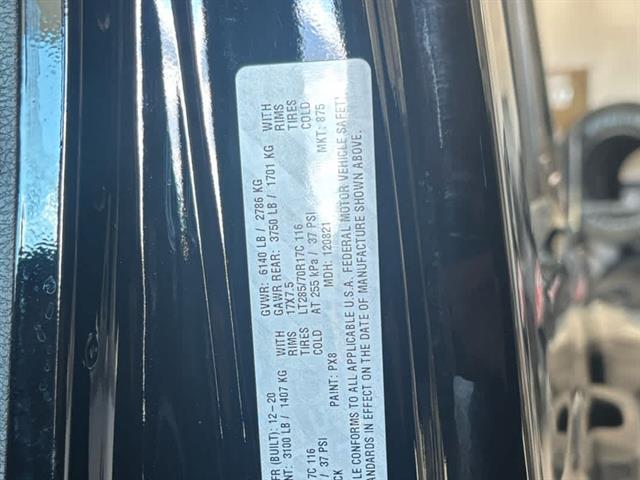 FR (BUILT): 12-20 GVWR: 6140 LB / 2786 KG
NT: 3100 LB / 1407 KG WITH GAWR REAR: 3750 LB / 1701 KG WITH
RIMS 17X7.5 RIMS
7C 116 TIRES LT285/70R17C 116 TIRES
/ 37 PSI COLD AT 255 kPa / 37 PSI COLD
MDH: 120821 MKT: 875
CK PAINT: PX8
LE CONFORMS TO ALL APPLICABLE U.S.A. FEDERAL MOTOR VEHICLE SAFETY
ANDARDS IN EFFECT ON THE DATE OF MANUFACTURE SHOWN ABOVE.